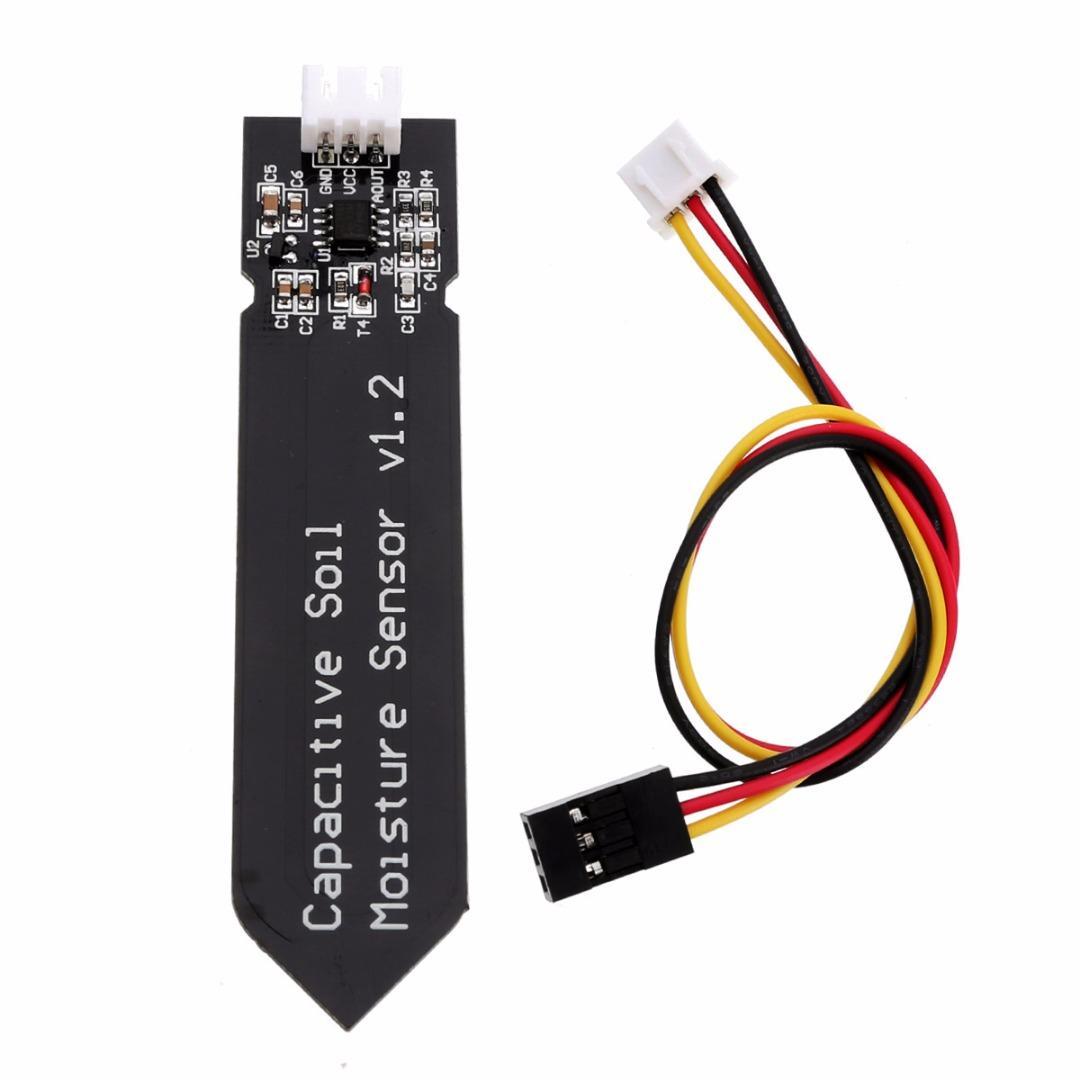 GND
VCC
AOUT
C5
C6
R3
R4
U2
U1
R2
C4
C1
C2
R1
T4
C3
Capacitive Soil
Moisture Sensor v1.2